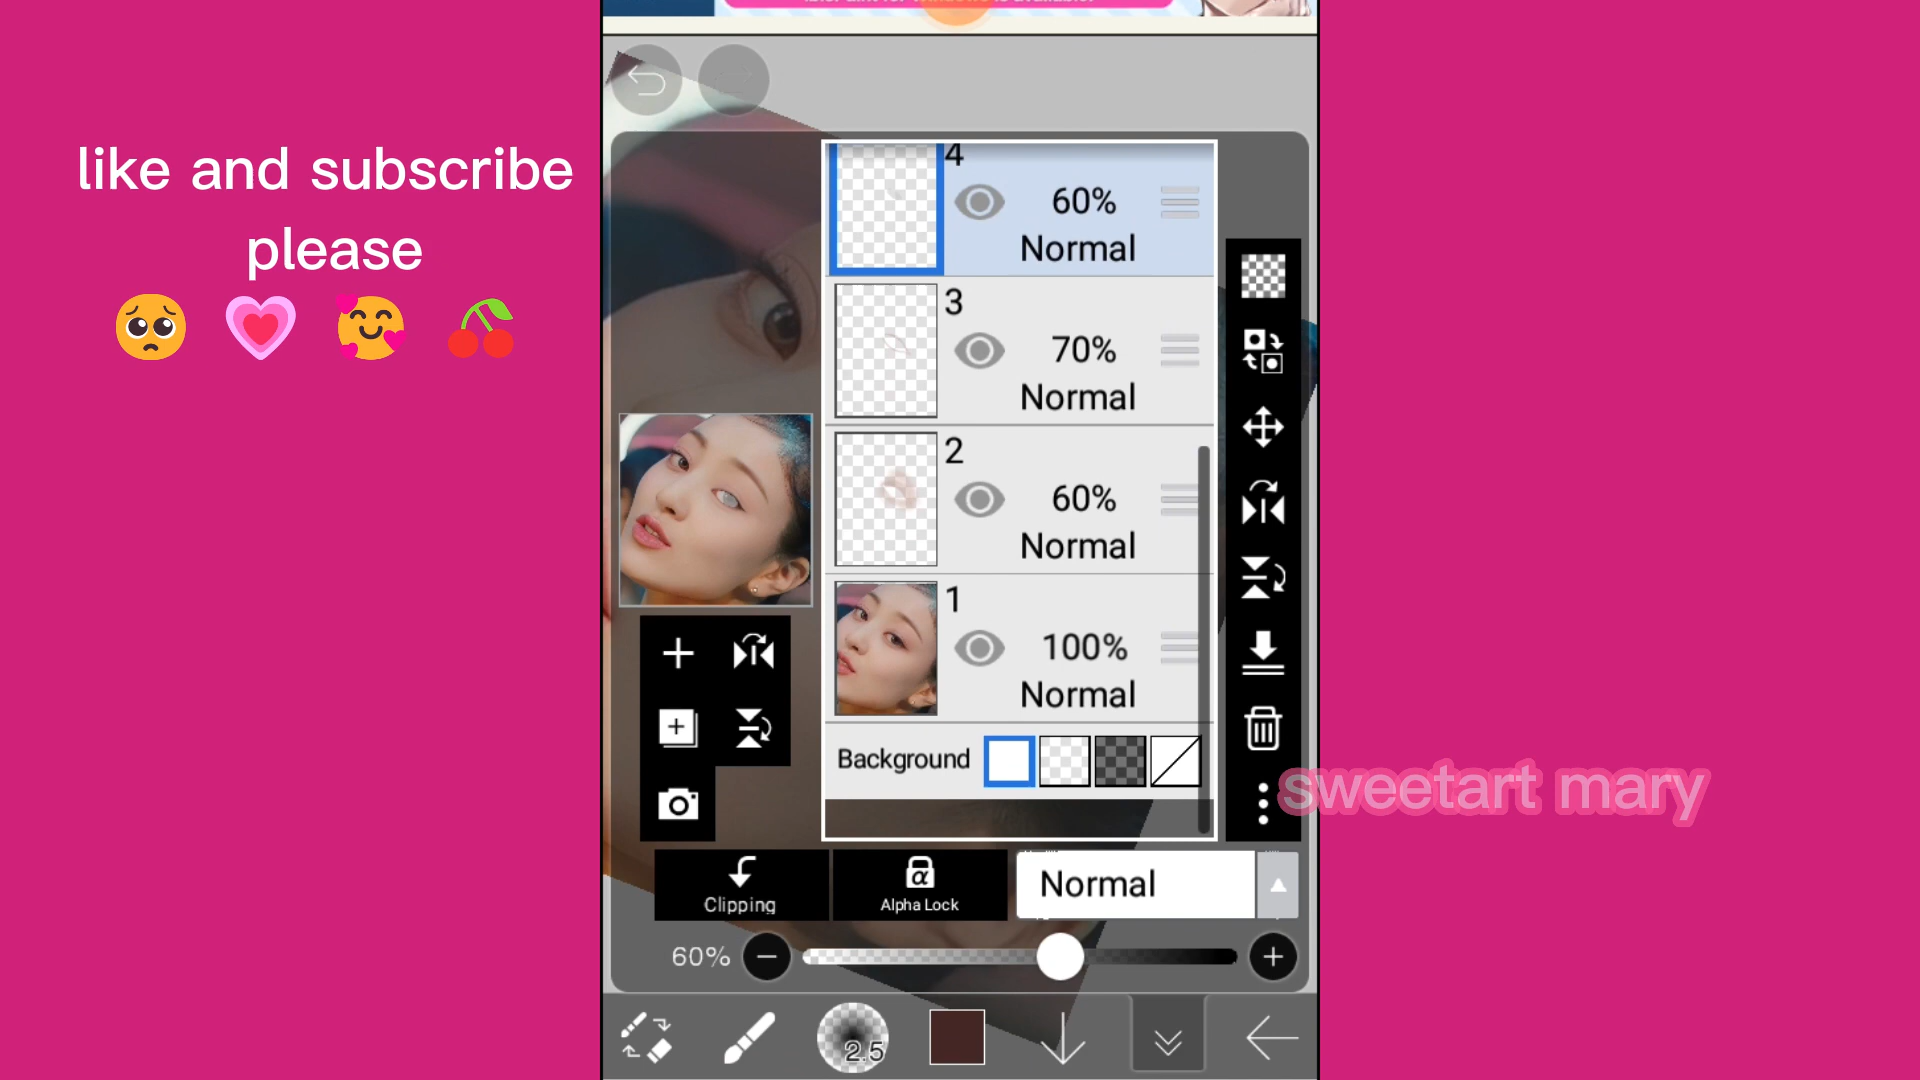 like and subscribe
please
4
60%
Normal
3
70%
Normal
2
60%
Normal
1
100%
Normal
Background
Clipping
α
Alpha Lock
Normal
60%
2.5
sweetart mary